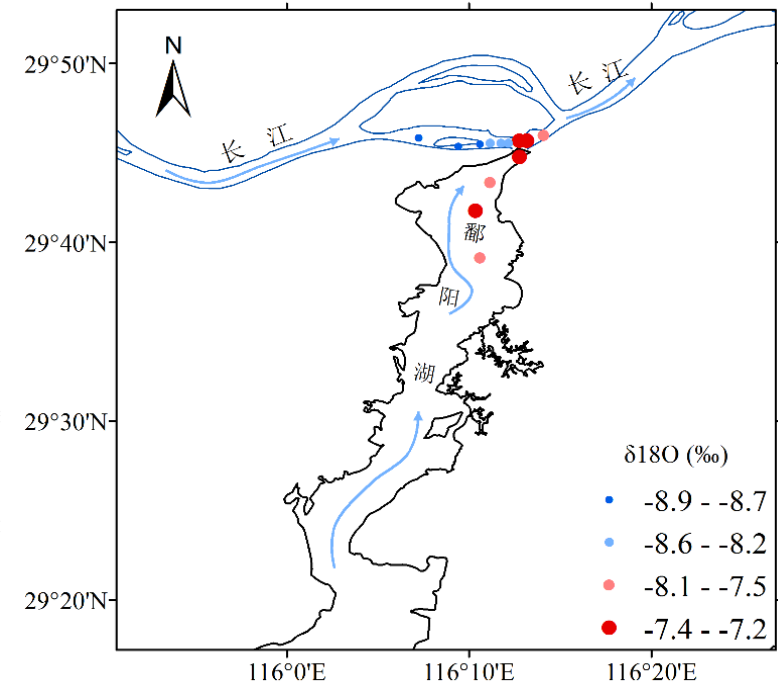 N
29°50'N
29°40'N
29°30'N
29°20'N
长江
长江
鄱
阳
湖
δ18O (‰)
-8.9 - -8.7
-8.6 - -8.2
-8.1 - -7.5
-7.4 - -7.2
116°0'E
116°10'E
116°20'E